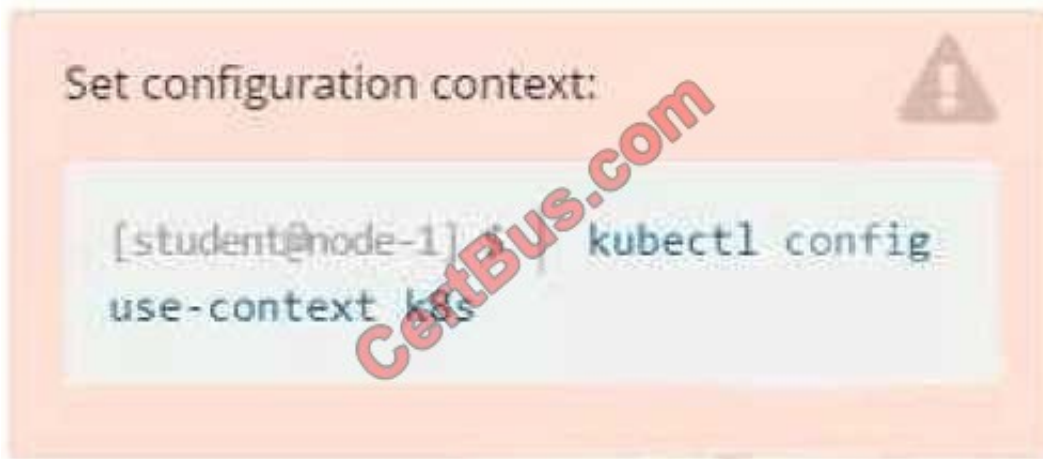 Set configuration context:
[student@node-1] $ | kubectl config
use-context k8s
CertBus.com